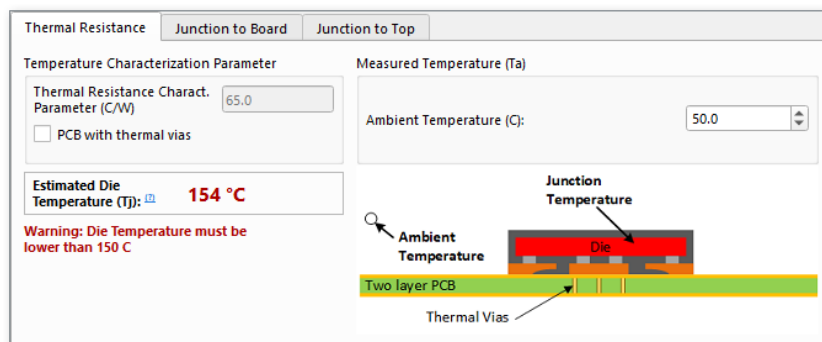 Thermal Resistance
Junction to Board
Junction to Top
Temperature Characterization Parameter
Thermal Resistance Charact.
Parameter (C/W)
65.0
PCB with thermal vias
Estimated Die
Temperature (Tj): [?]
154 °C
Warning: Die Temperature must be
lower than 150 C
Measured Temperature (Ta)
Ambient Temperature (C):
50.0
Junction
Temperature
Ambient
Temperature
Die
Two layer PCB
Thermal Vias